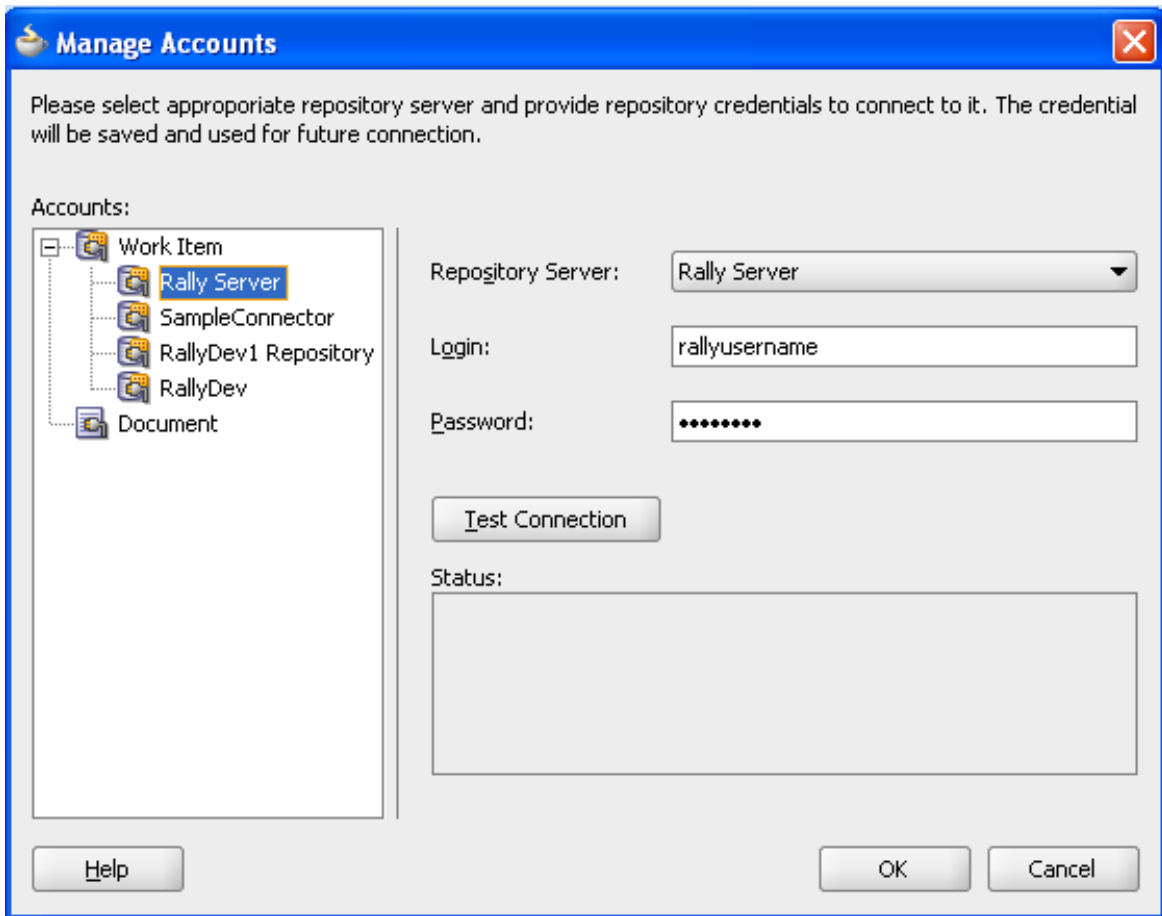 Manage Accounts
Please select approporiate repository server and provide repository credentials to connect to it. The credential
will be saved and used for future connection.
Accounts:
Work Item
Rally Server
SampleConnector
RallyDev1 Repository
RallyDev
Document
Repository Server:
Rally Server
Login:
rallyusername
Password:
••••••••
Test Connection
Status:
Help
OK
Cancel